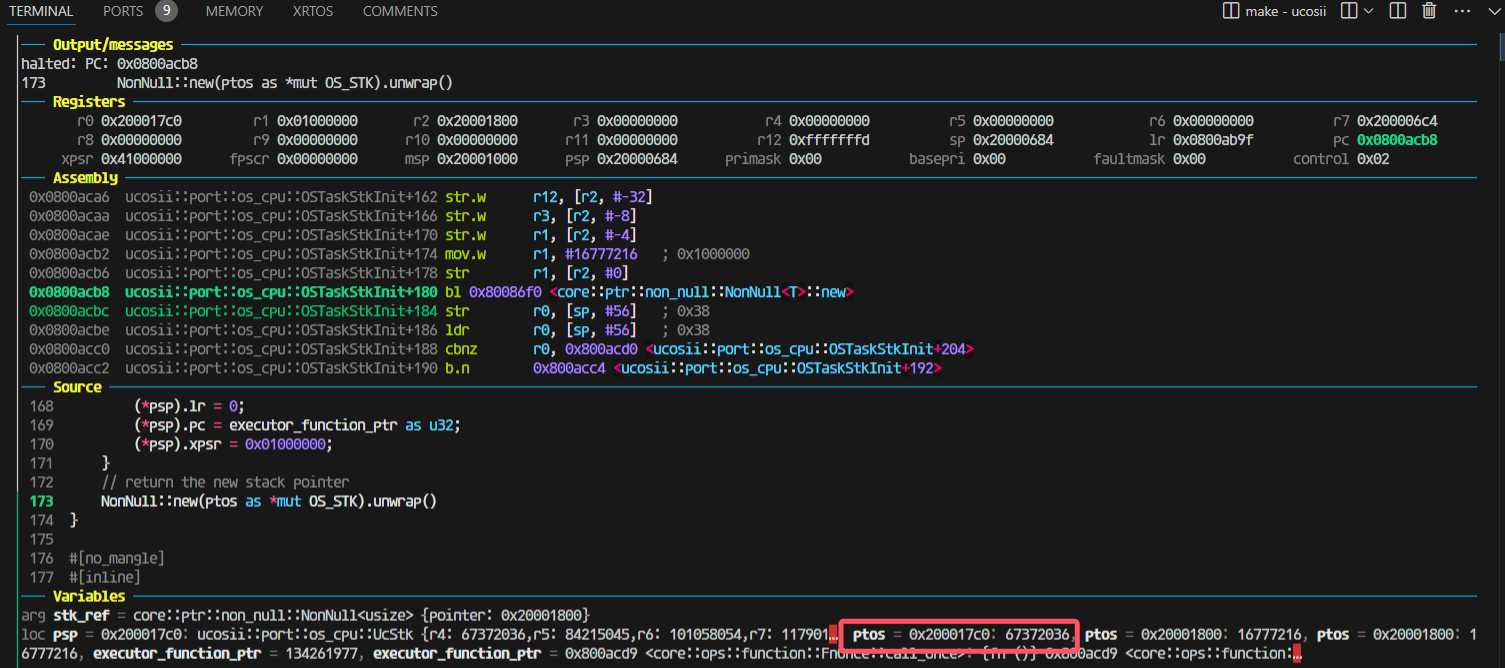 TERMINAL PORTS 9 MEMORY XRTOS COMMENTS make - ucosii
Output/messages
halted: PC: 0x0800acb8
173 NonNull::new(ptos as *mut OS_STK).unwrap()
Registers
r0 0x200017c0 r1 0x01000000 r2 0x20001800 r3 0x00000000 r4 0x00000000 r5 0x00000000 r6 0x00000000 r7 0x200006c4
r8 0x00000000 r9 0x00000000 r10 0x00000000 r11 0x00000000 r12 0xfffffffd sp 0x20000684 lr 0x0800ab9f pc 0x0800acb8
xpsr 0x41000000 fpscr 0x00000000 msp 0x20001000 psp 0x20000684 primask 0x00 basepri 0x00 faultmask 0x00 control 0x02
Assembly
0x0800aca6 ucosii::port::os_cpu::OSTaskStkInit+162 str.w r12, [r2, #-32]
0x0800acaa ucosii::port::os_cpu::OSTaskStkInit+166 str.w r3, [r2, #-8]
0x0800acae ucosii::port::os_cpu::OSTaskStkInit+170 str.w r1, [r2, #-4]
0x0800acb2 ucosii::port::os_cpu::OSTaskStkInit+174 mov.w r1, #16777216 ; 0x1000000
0x0800acb6 ucosii::port::os_cpu::OSTaskStkInit+178 str r1, [r2, #0]
0x0800acb8 ucosii::port::os_cpu::OSTaskStkInit+180 bl 0x80086f0 <core::ptr::non_null::NonNull<T>::new>
0x0800acbc ucosii::port::os_cpu::OSTaskStkInit+184 str r0, [sp, #56] ; 0x38
0x0800acbe ucosii::port::os_cpu::OSTaskStkInit+186 ldr r0, [sp, #56] ; 0x38
0x0800acc0 ucosii::port::os_cpu::OSTaskStkInit+188 cbnz r0, 0x800acd0 <ucosii::port::os_cpu::OSTaskStkInit+204>
0x0800acc2 ucosii::port::os_cpu::OSTaskStkInit+190 b.n 0x800acc4 <ucosii::port::os_cpu::OSTaskStkInit+192>
Source
168 (*psp).lr = 0;
169 (*psp).pc = executor_function_ptr as u32;
170 (*psp).xpsr = 0x01000000;
171 }
172 // return the new stack pointer
173 NonNull::new(ptos as *mut OS_STK).unwrap()
174 }
175
176 #[no_mangle]
177 #[inline]
Variables
arg stk_ref = core::ptr::non_null::NonNull<usize> {pointer: 0x20001800}
loc psp = 0x200017c0: ucosii::port::os_cpu::UcStk {r4: 67372036,r5: 84215045,r6: 101058054,r7: 117901… ptos = 0x200017c0: 67372036, ptos = 0x20001800: 16777216, ptos = 0x20001800: 1
6777216, executor_function_ptr = 134261977, executor_function_ptr = 0x800acd9 <core::ops::function::FnOnce::call_once>: {fn ()} 0x800acd9 <core::ops::function:…